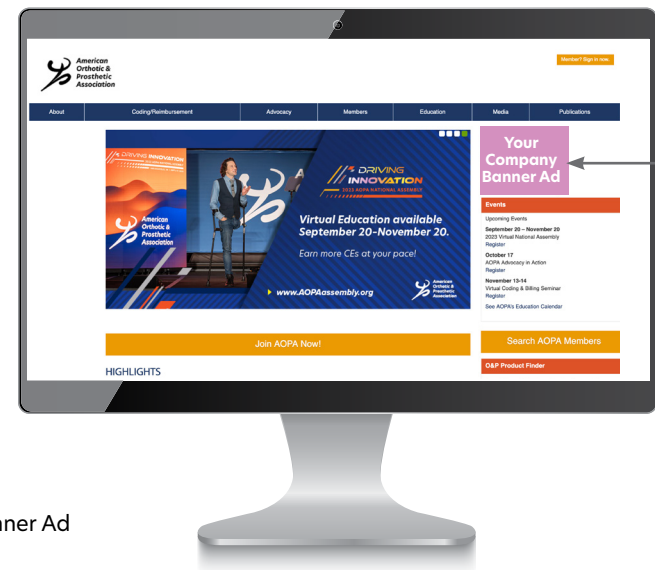 American
Orthotic &
Prosthetic
Association
Member? Sign in now.
About
Coding/Reimbursement
Advocacy
Members
Education
Media
Publications
DRIVING INNOVATION
American
Orthotic &
Prosthetic
Association
DRIVING
INNOVATION
2023 AOPA NATIONAL ASSEMBLY
Virtual Education available
September 20-November 20.
Earn more CEs at your pace!
www.AOPAassembly.org
American
Orthotic &
Prosthetic
Association
Your
Company
Banner Ad
Events
Upcoming Events
September 20 – November 20
2023 Virtual National Assembly
Register
October 17
AOPA Advocacy in Action
Register
November 13-14
Virtual Coding & Billing Seminar
Register
See AOPA's Education Calendar
Join AOPA Now!
Search AOPA Members
HIGHLIGHTS
O&P Product Finder
ner Ad